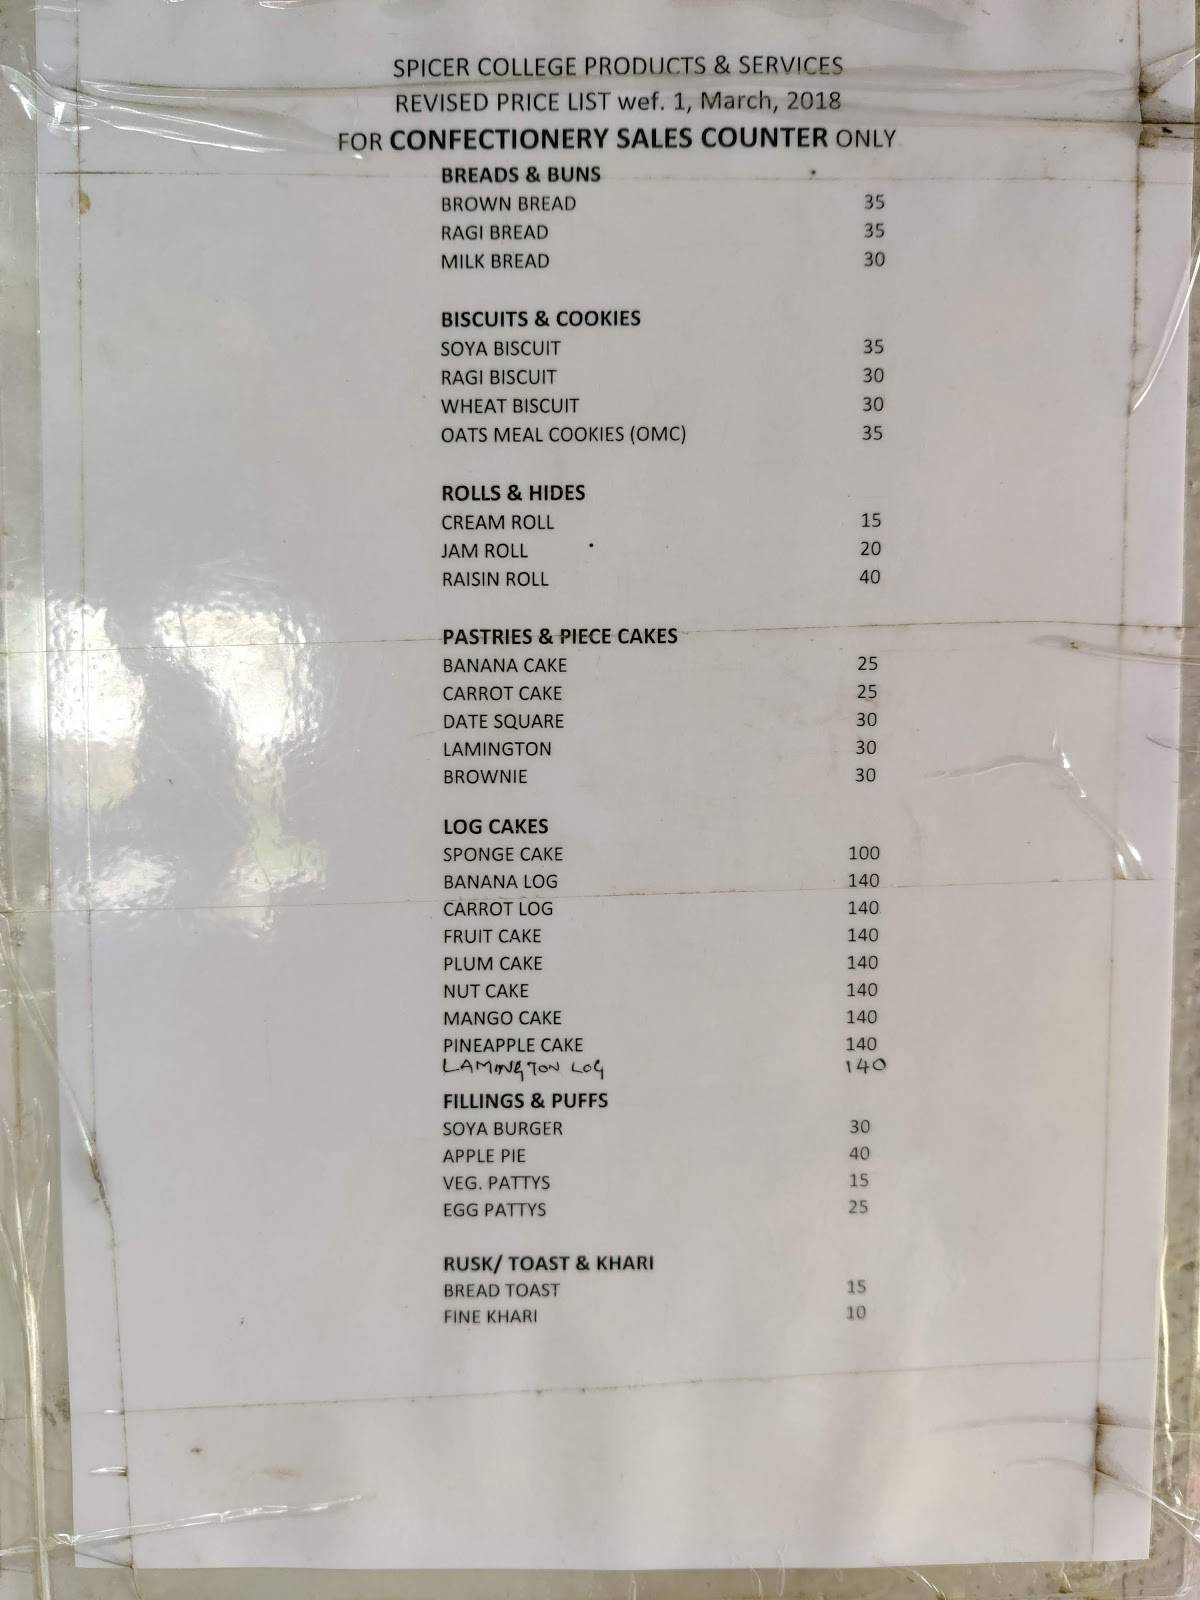 SPICER COLLEGE PRODUCTS & SERVICES
REVISED PRICE LIST wef. 1, March, 2018
FOR CONFECTIONERY SALES COUNTER ONLY
BREADS & BUNS
BROWN BREAD 35
RAGI BREAD 35
MILK BREAD 30
BISCUITS & COOKIES
SOYA BISCUIT 35
RAGI BISCUIT 30
WHEAT BISCUIT 30
OATS MEAL COOKIES (OMC) 35
ROLLS & HIDES
CREAM ROLL 15
JAM ROLL 20
RAISIN ROLL 40
PASTRIES & PIECE CAKES
BANANA CAKE 25
CARROT CAKE 25
DATE SQUARE 30
LAMINGTON 30
BROWNIE 30
LOG CAKES
SPONGE CAKE 100
BANANA LOG 140
CARROT LOG 140
FRUIT CAKE 140
PLUM CAKE 140
NUT CAKE 140
MANGO CAKE 140
PINEAPPLE CAKE 140
LAMINGTON LOG 140
FILLINGS & PUFFS
SOYA BURGER 30
APPLE PIE 40
VEG. PATTYS 15
EGG PATTYS 25
RUSK/ TOAST & KHARI
BREAD TOAST 15
FINE KHARI 10